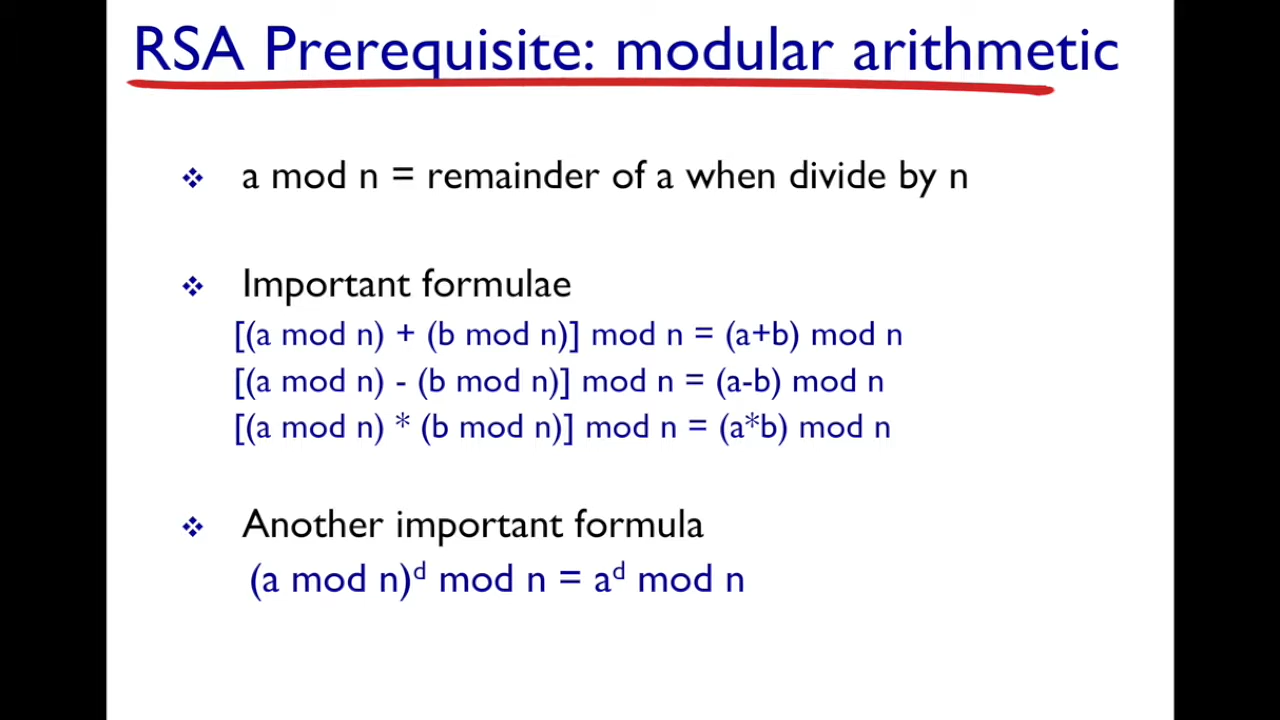 RSA Prerequisite: modular arithmetic
❖ a mod n = remainder of a when divide by n
❖ Important formulae
[(a mod n) + (b mod n)] mod n = (a+b) mod n
[(a mod n) - (b mod n)] mod n = (a-b) mod n
[(a mod n) * (b mod n)] mod n = (a*b) mod n
❖ Another important formula
(a mod n)ᵈ mod n = aᵈ mod n